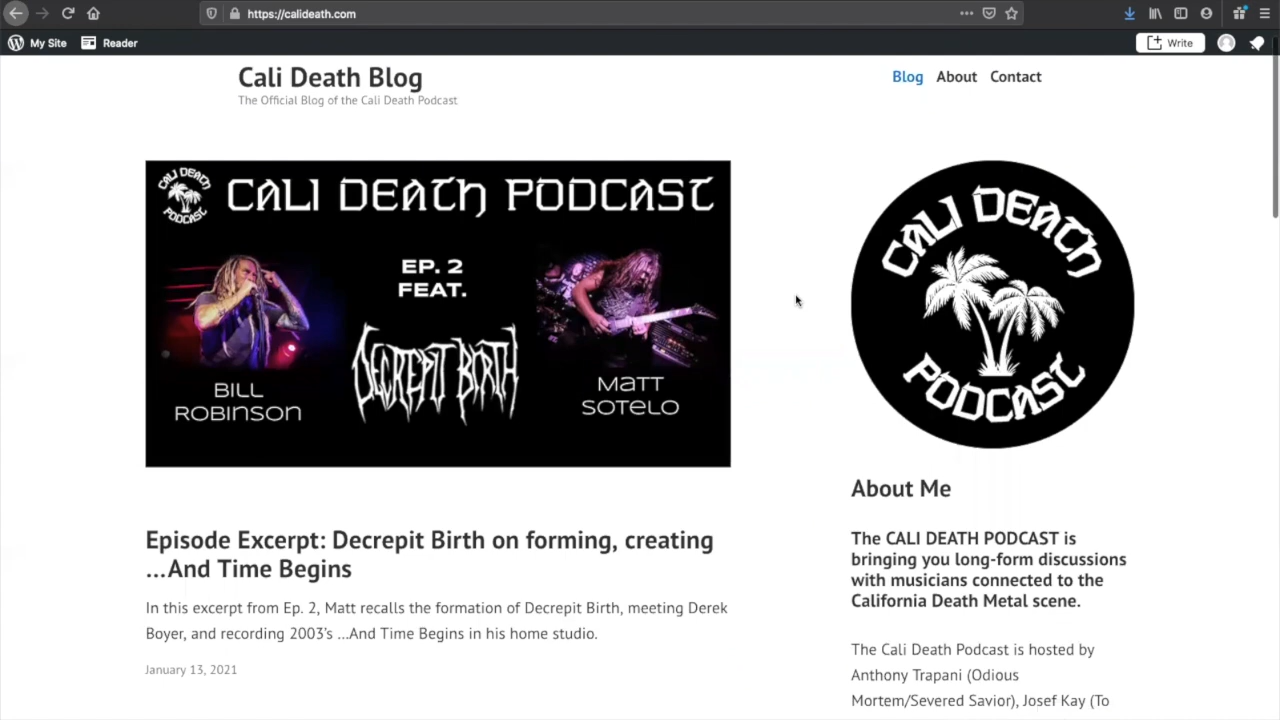 https://calideath.com
My Site
Reader
Write
Cali Death Blog
The Official Blog of the Cali Death Podcast
Blog
About
Contact
CALI DEATH
PODCAST
CALI DEATH PODCAST
EP. 2
FEAT.
DECREPIT BIRTH
BILL
ROBINSON
MATT
SOTELO
Episode Excerpt: Decrepit Birth on forming, creating
…And Time Begins
In this excerpt from Ep. 2, Matt recalls the formation of Decrepit Birth, meeting Derek
Boyer, and recording 2003's …And Time Begins in his home studio.
January 13, 2021
CALI DEATH
PODCAST
About Me
The CALI DEATH PODCAST is
bringing you long-form discussions
with musicians connected to the
California Death Metal scene.
The Cali Death Podcast is hosted by
Anthony Trapani (Odious
Mortem/Severed Savior), Josef Kay (To